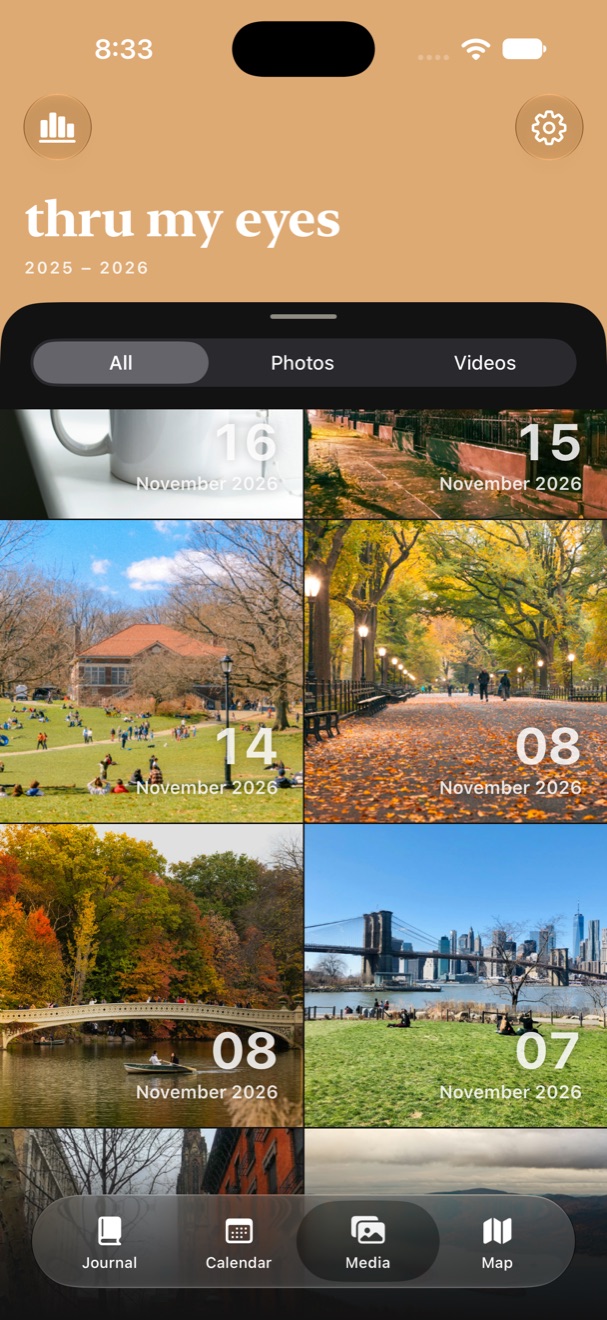 8:33
thru my eyes
2025 – 2026
All Photos Videos
16
November 2026
15
November 2026
14
November 2026
08
November 2026
08
November 2026
07
November 2026
Journal Calendar Media Map